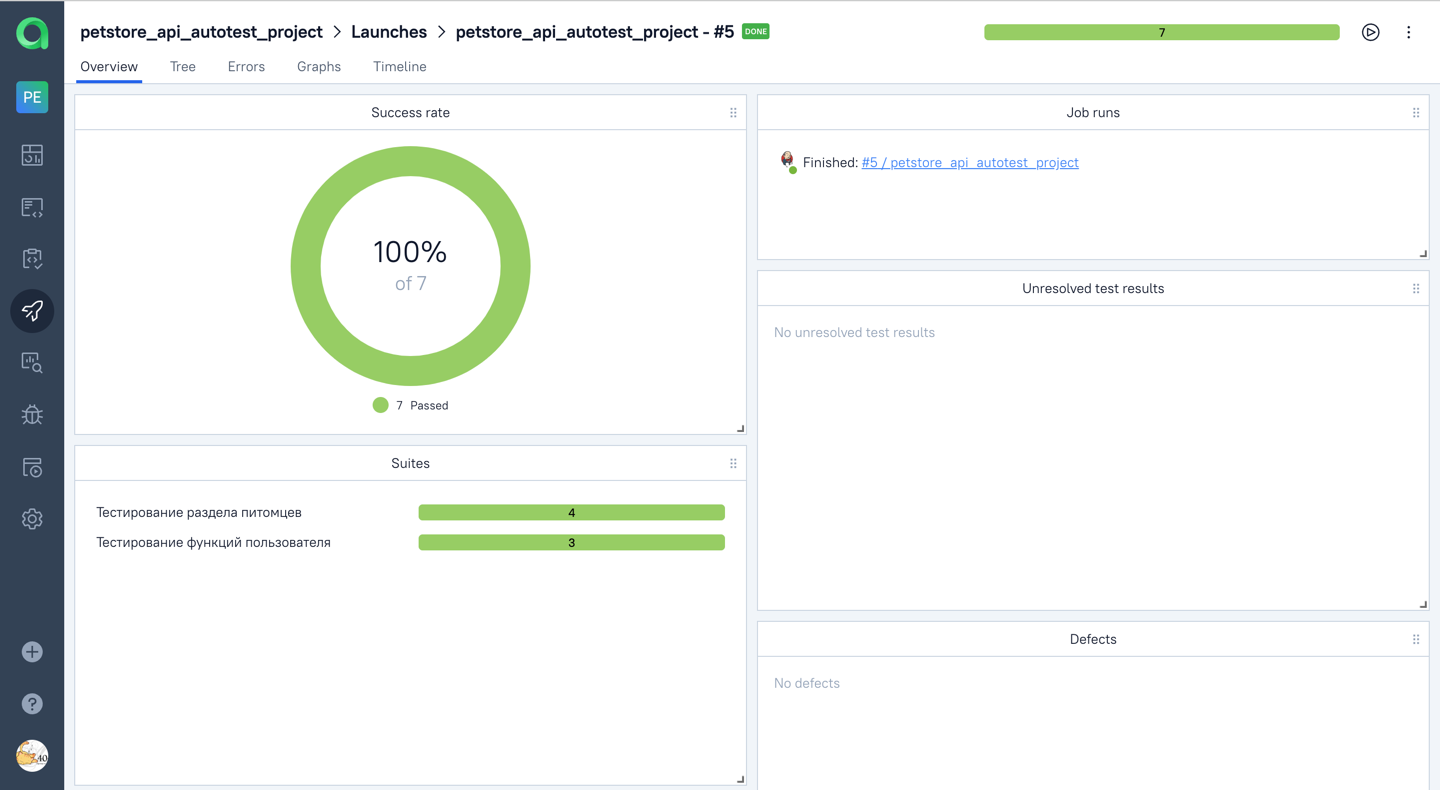 petstore_api_autotest_project > Launches > petstore_api_autotest_project - #5 DONE
7
PE
Overview Tree Errors Graphs Timeline
Success rate
100%
of 7
7 Passed
Suites
Тестирование раздела питомцев 4
Тестирование функций пользователя 3
Job runs
Finished: #5 / petstore_api_autotest_project
Unresolved test results
No unresolved test results
Defects
No defects